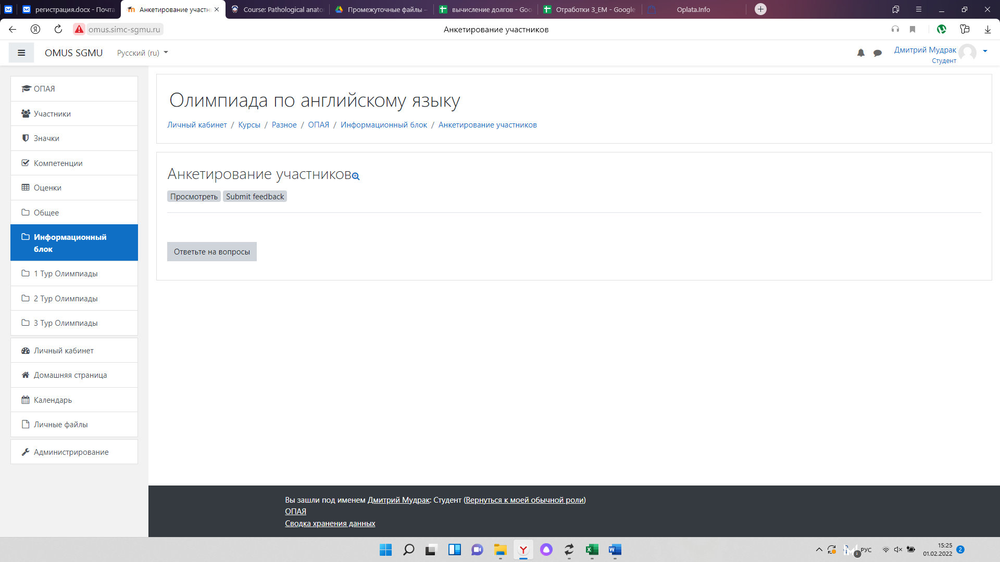 регистрация.docx - Почта
Анкетирование участн
Course: Pathological anato
Промежуточные файлы –
вычисление долгов - Goo
Отработки 3_ЕМ - Google
Oplata.Info
omus.simc-sgmu.ru
Анкетирование участников
OMUS SGMU
Русский (ru)
Дмитрий Мудрак
Студент
ОПАЯ
Участники
Значки
Компетенции
Оценки
Общее
Информационный
блок
1 Тур Олимпиады
2 Тур Олимпиады
3 Тур Олимпиады
Личный кабинет
Домашняя страница
Календарь
Личные файлы
Администрирование
Олимпиада по английскому языку
Личный кабинет / Курсы / Разное / ОПАЯ / Информационный блок / Анкетирование участников
Анкетирование участников
Просмотреть Submit feedback
Ответьте на вопросы
Вы зашли под именем Дмитрий Мудрак: Студент (Вернуться к моей обычной роли)
ОПАЯ
Сводка хранения данных
РУС
15:25
01.02.2022
2